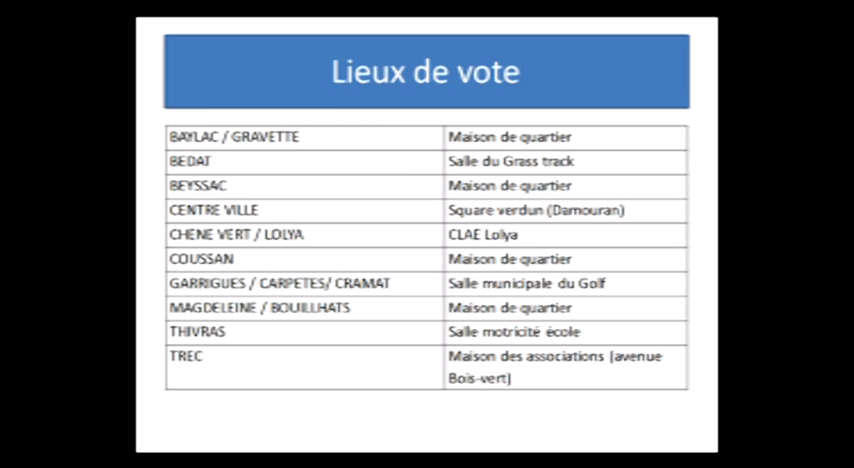 Lieux de vote
BAYLAC / GRAVETTE Maison de quartier
BEDAT Salle du Grass track
BEYSSAC Maison de quartier
CENTRE VILLE Square verdun (Damouran)
CHENE VERT / LOLYA CLAE Lolya
COUSSAN Maison de quartier
GARRIGUES / CARPETES/ CRAMAT Salle municipale du Golf
MAGDELEINE / BOUILLHATS Maison de quartier
THIVRAS Salle motricité école
TREC Maison des associations (avenue
Bois-vert)